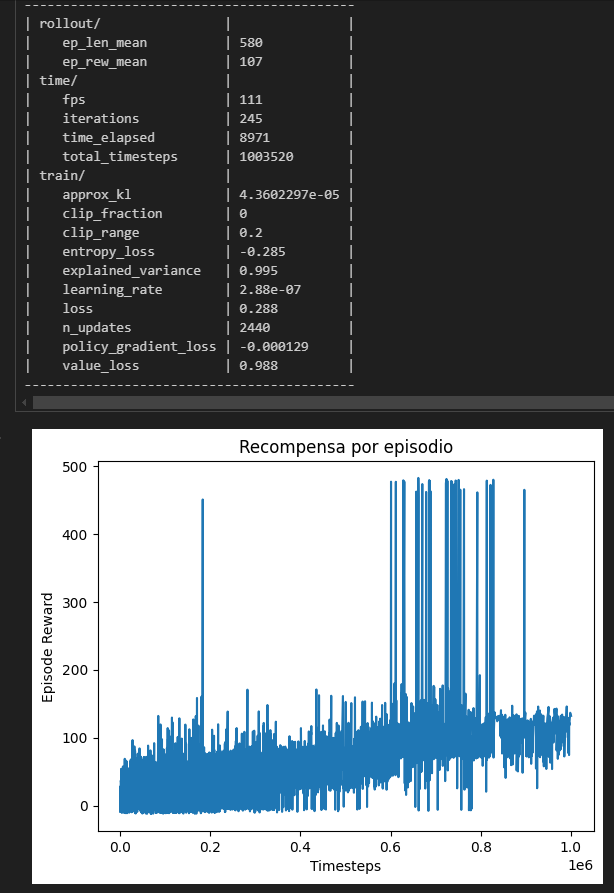 -----------------------------------------
| rollout/                |               |
|    ep_len_mean          | 580           |
|    ep_rew_mean          | 107           |
| time/                   |               |
|    fps                  | 111           |
|    iterations           | 245           |
|    time_elapsed         | 8971          |
|    total_timesteps      | 1003520       |
| train/                  |               |
|    approx_kl            | 4.3602297e-05 |
|    clip_fraction        | 0             |
|    clip_range           | 0.2           |
|    entropy_loss         | -0.285        |
|    explained_variance   | 0.995         |
|    learning_rate        | 2.88e-07      |
|    loss                 | 0.288         |
|    n_updates            | 2440          |
|    policy_gradient_loss | -0.000129     |
|    value_loss           | 0.988         |
-----------------------------------------
Recompensa por episodio
500
400
300
200
100
0
Episode Reward
0.0 0.2 0.4 0.6 0.8 1.0
1e6
Timesteps